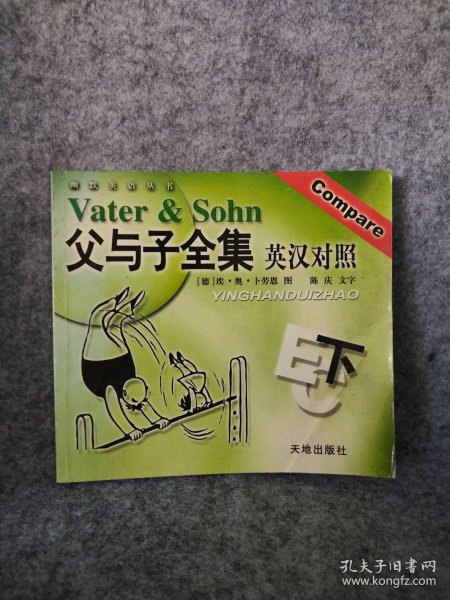 幽默英语丛书
Vater & Sohn
Compare
父与子全集 英汉对照
[德]埃·奥·卜劳恩 图 陈庆 文字
YINGHANDUIZHAO
EC下
天地出版社
孔夫子旧书网
www.kongfz.com